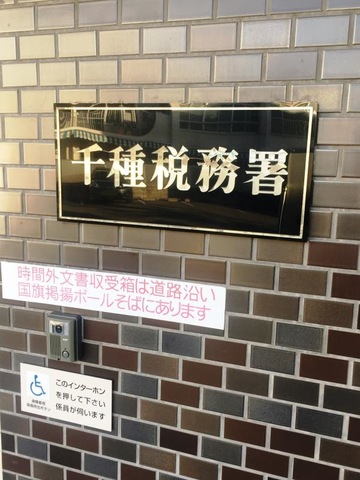 千種税務署
時間外文書収受箱は道路沿い
国旗掲揚ポールそばにあります
このインターホン
を押して下さい
係員が伺います